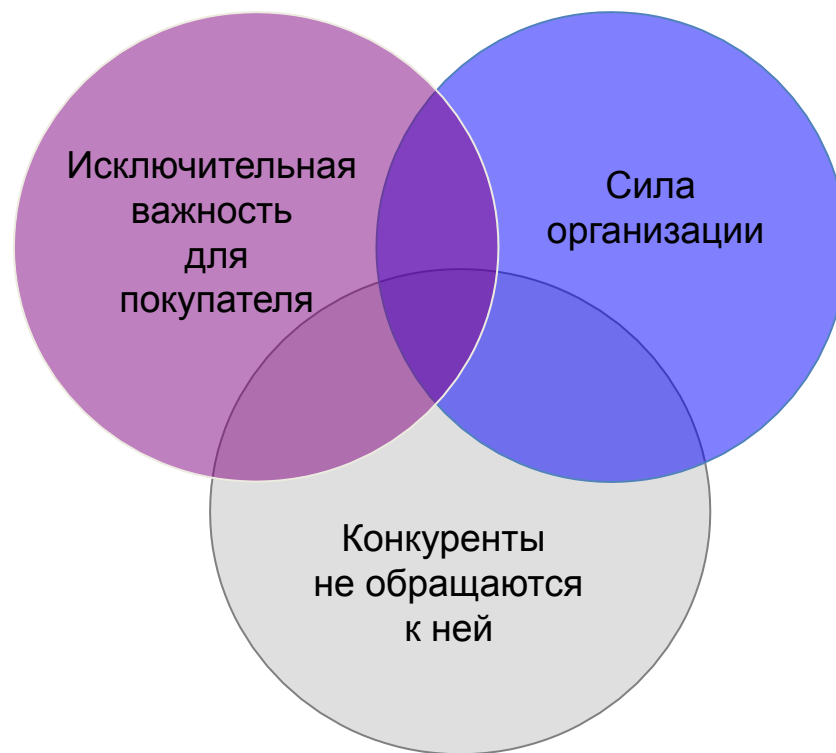 Исключительная
важность
для
покупателя
Сила
организации
Конкуренты
не обращаются
к ней